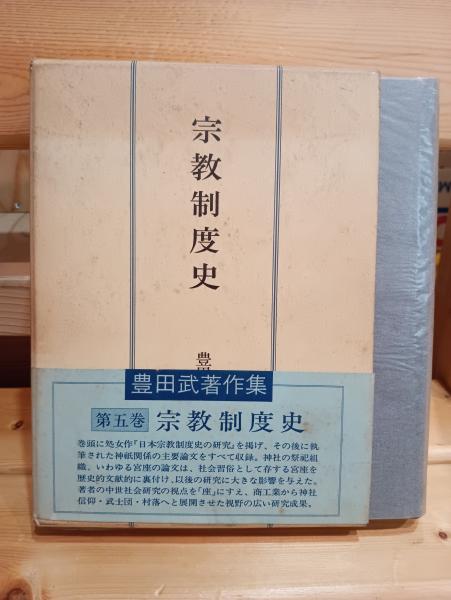 宗教制度史
豊田
豊田武著作集
第五巻 宗教制度史
巻頭に処女作『日本宗教制度史の研究』を掲げ、その後に執
筆された神祇関係の主要論文をすべて収録。神社の祭祀組
織、いわゆる宮座の論文は、社会習俗として存する宮座を
歴史的文献的に裏付け、以後の研究に大きな影響を与えた。
著者の中世社会研究の視点を「座」にすえ、商工業から神社
信仰・武士団・村落へと展開させた視野の広い研究成果。